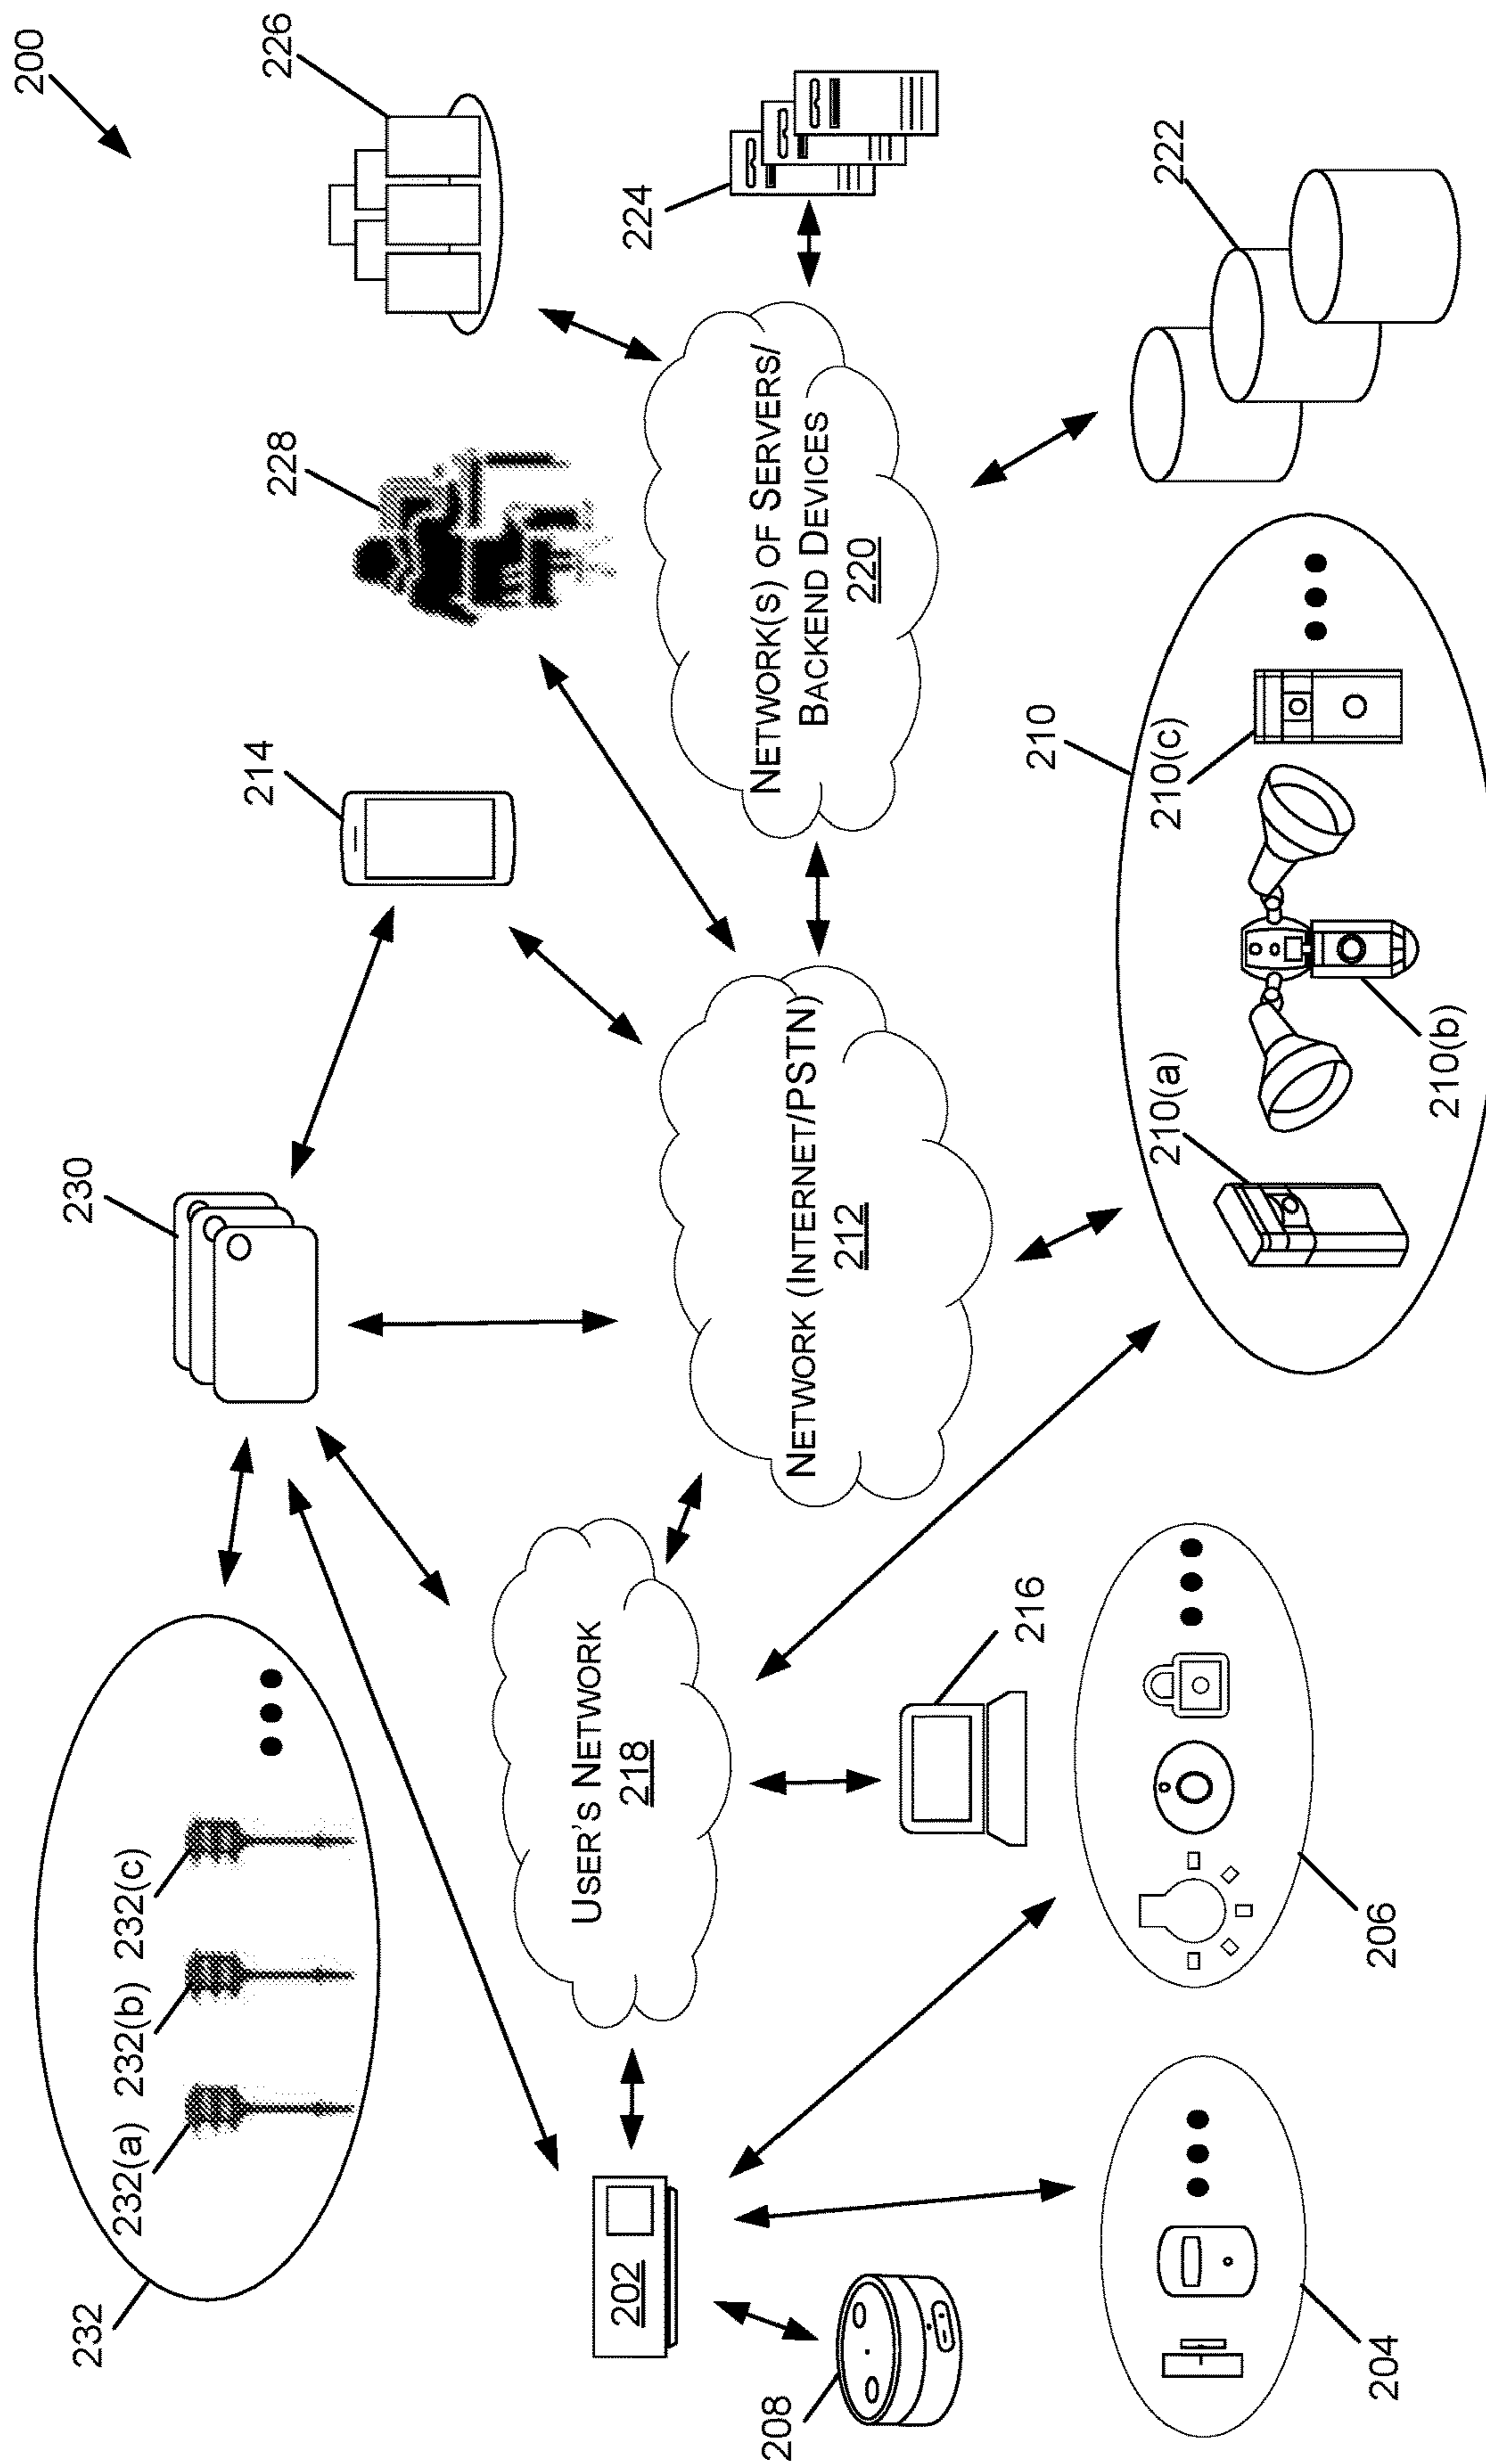 200
232
232(a)
232(b)
232(c)
230
214
228
226
202
USER'S NETWORK
218
NETWORK (INTERNET/PSTN)
212
NETWORK(S) OF SERVERS/
BACKEND DEVICES
220
224
208
216
210
222
204
206
210(a)
210(b)
210(c)